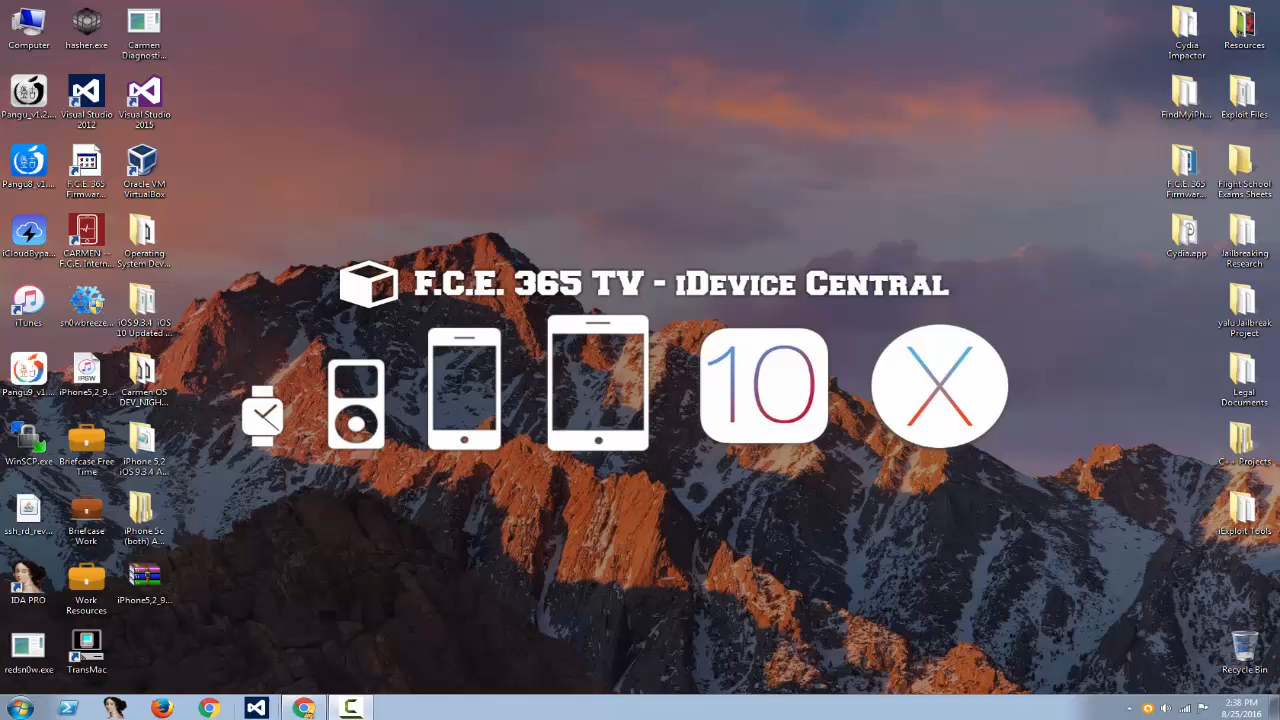 Computer
hasher.exe
Carmen
Diagnosti...
Pangu_v1.2....
Visual Studio
2012
Visual Studio
2015
Pangu8_v1....
F.C.E. 365
Firmwar...
Oracle VM
VirtualBox
iCloudBypa...
CARMEN --
F.C.E. Intern...
Operating
System Dev...
iTunes
sn0wbreeze...
iOS 9.3.4_iOS
10 Updated ...
Pangu9_v1....
IPSW
iPhone5,2_9...
Carmen OS
DEV_NIGH...
WinSCP.exe
Briefcase Free
Time
iPhone 5,2
iOS 9.3.4 A...
ssh_rd_rev...
Briefcase
Work
iPhone 5c
(both) A...
IDA PRO
Work
Resources
iPhone5,2_9...
redsn0w.exe
TransMac
F.C.E. 365 TV - iDevice Central
10
X
Cydia
Impactor
Resources
FindMyiPh...
Exploit Files
F.C.E. 365
Firmwar...
Flight School
Exams Sheets
Cydia.app
Jailbreaking
Research
yalu Jailbreak
Project
Legal
Documents
C++ Projects
iExploit Tools
Recycle Bin
2:38 PM
8/25/2016